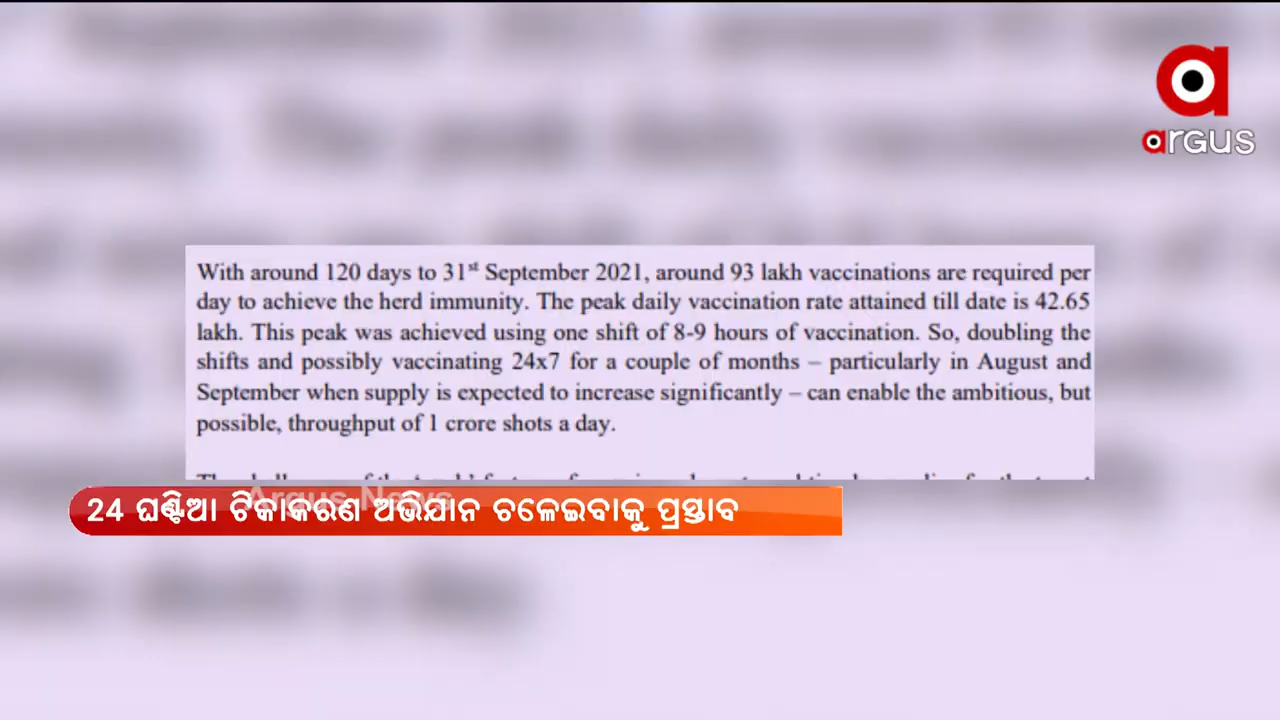 argus
With around 120 days to 31st September 2021, around 93 lakh vaccinations are required per
day to achieve the herd immunity. The peak daily vaccination rate attained till date is 42.65
lakh. This peak was achieved using one shift of 8-9 hours of vaccination. So, doubling the
shifts and possibly vaccinating 24x7 for a couple of months – particularly in August and
September when supply is expected to increase significantly – can enable the ambitious, but
possible, throughput of 1 crore shots a day.
Argus News
24 ଘଣ୍ଟିଆ ଟିକାକରଣ ଅଭିଯାନ ଚଳେଇବାକୁ ପ୍ରସ୍ତାବ